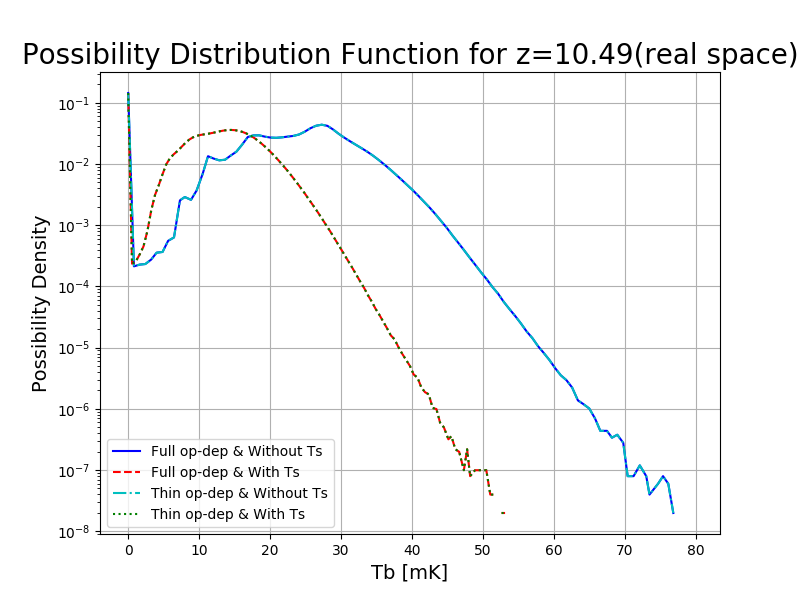 Possibility Distribution Function for z=10.49(real space)
10⁻¹
10⁻²
10⁻³
10⁻⁴
10⁻⁵
10⁻⁶
10⁻⁷
10⁻⁸
Possibility Density
Full op-dep & Without Ts
Full op-dep & With Ts
Thin op-dep & Without Ts
Thin op-dep & With Ts
0 10 20 30 40 50 60 70 80
Tb [mK]